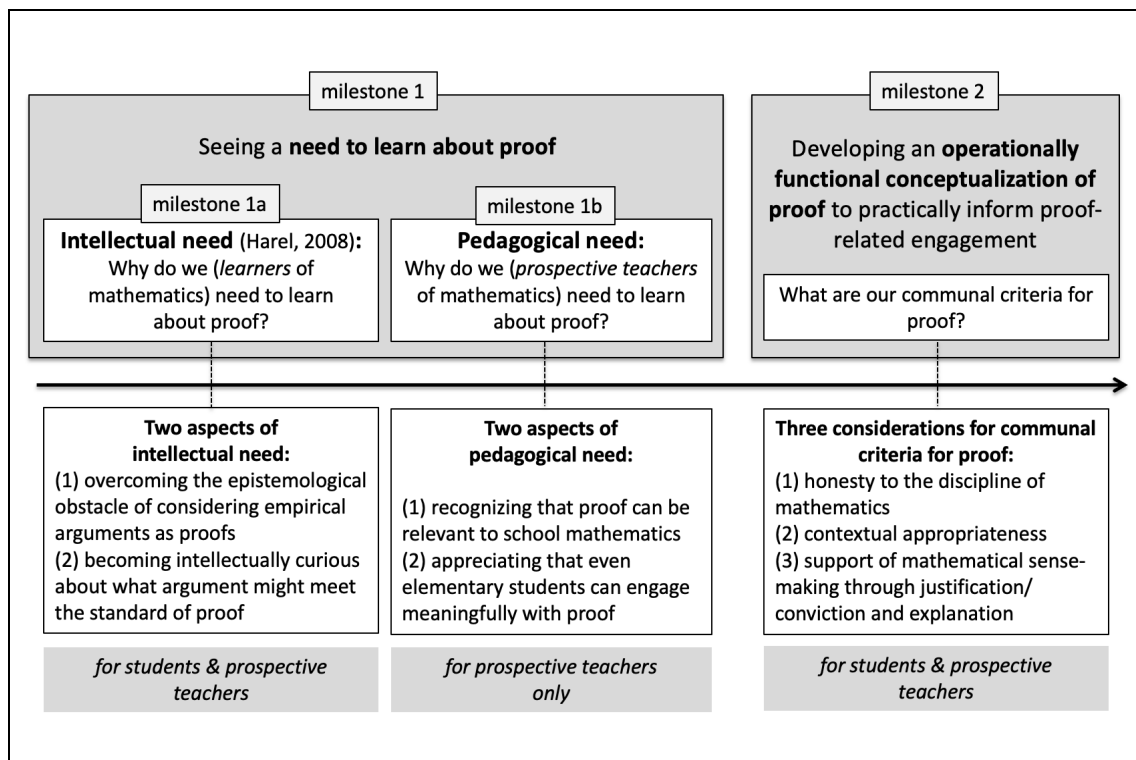 milestone 1
Seeing a need to learn about proof
milestone 1a
Intellectual need (Harel, 2008):
Why do we (learners of
mathematics) need to learn
about proof?
milestone 1b
Pedagogical need:
Why do we (prospective teachers
of mathematics) need to learn
about proof?
milestone 2
Developing an operationally
functional conceptualization of
proof to practically inform proof-
related engagement
What are our communal criteria for
proof?
Two aspects of
intellectual need:
(1) overcoming the epistemological
obstacle of considering empirical
arguments as proofs
(2) becoming intellectually curious
about what argument might meet
the standard of proof
for students & prospective
teachers
Two aspects of
pedagogical need:
(1) recognizing that proof can be
relevant to school mathematics
(2) appreciating that even
elementary students can engage
meaningfully with proof
for prospective teachers
only
Three considerations for communal
criteria for proof:
(1) honesty to the discipline of
mathematics
(2) contextual appropriateness
(3) support of mathematical sense-
making through justification/
conviction and explanation
for students & prospective
teachers